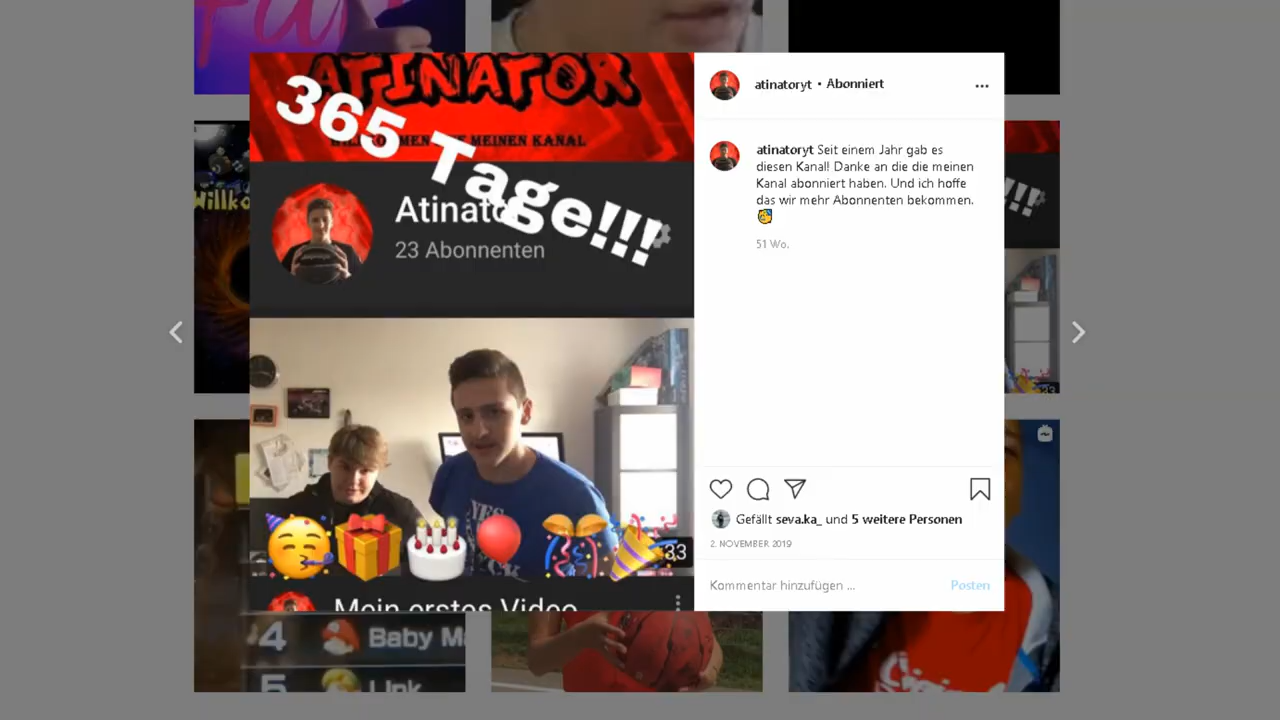 ATINATOR
MEINEN KANAL
365 Tage!!!
Atinato
23 Abonnenten
YES
33
Mein erstes Video
atinatoryt • Abonniert
atinatoryt Seit einem Jahr gab es
diesen Kanal! Danke an die die meinen
Kanal abonniert haben. Und ich hoffe
das wir mehr Abonnenten bekommen.
51 Wo.
Gefällt seva.ka_ und 5 weitere Personen
2. NOVEMBER 2019
Kommentar hinzufügen ...
Posten
Willko
!!!
33
4 Baby M
5 Link